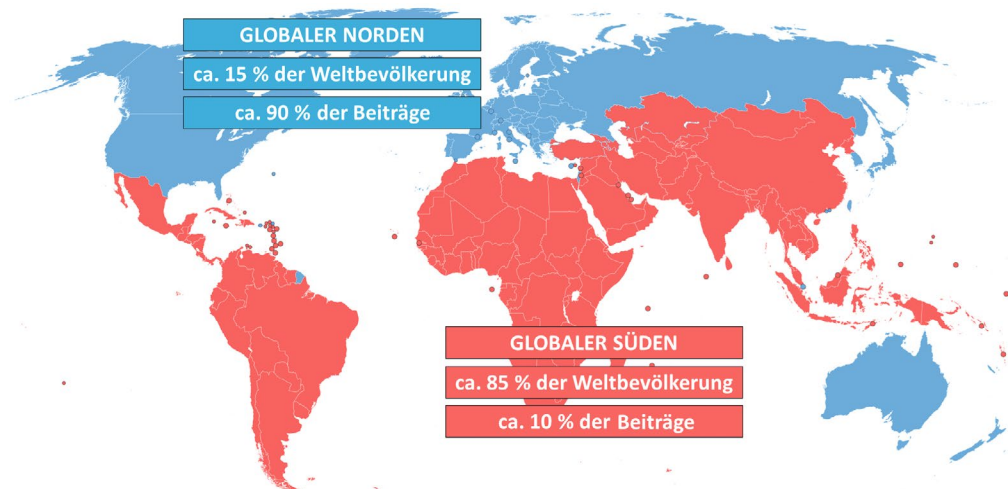 GLOBALER NORDEN
ca. 15 % der Weltbevölkerung
ca. 90 % der Beiträge
GLOBALER SÜDEN
ca. 85 % der Weltbevölkerung
ca. 10 % der Beiträge